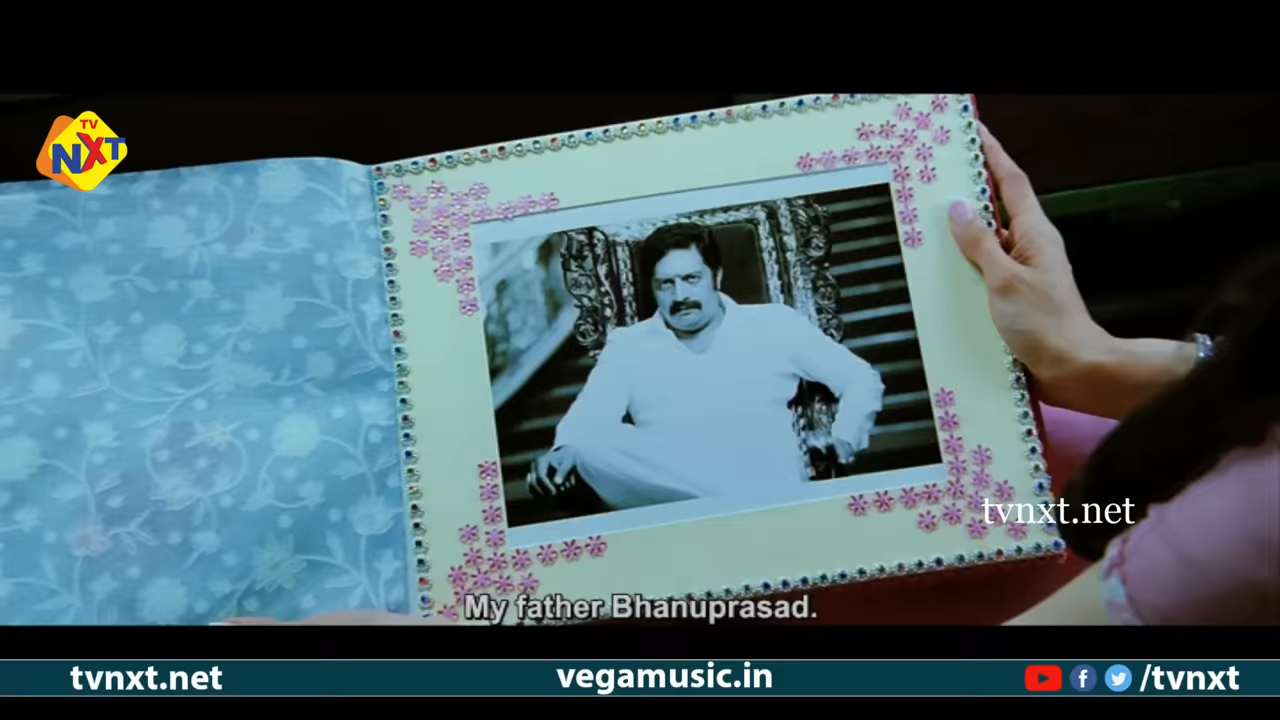 TV
NXT
tvnxt.net
My father Bhanuprasad.
tvnxt.net
vegamusic.in
/tvnxt